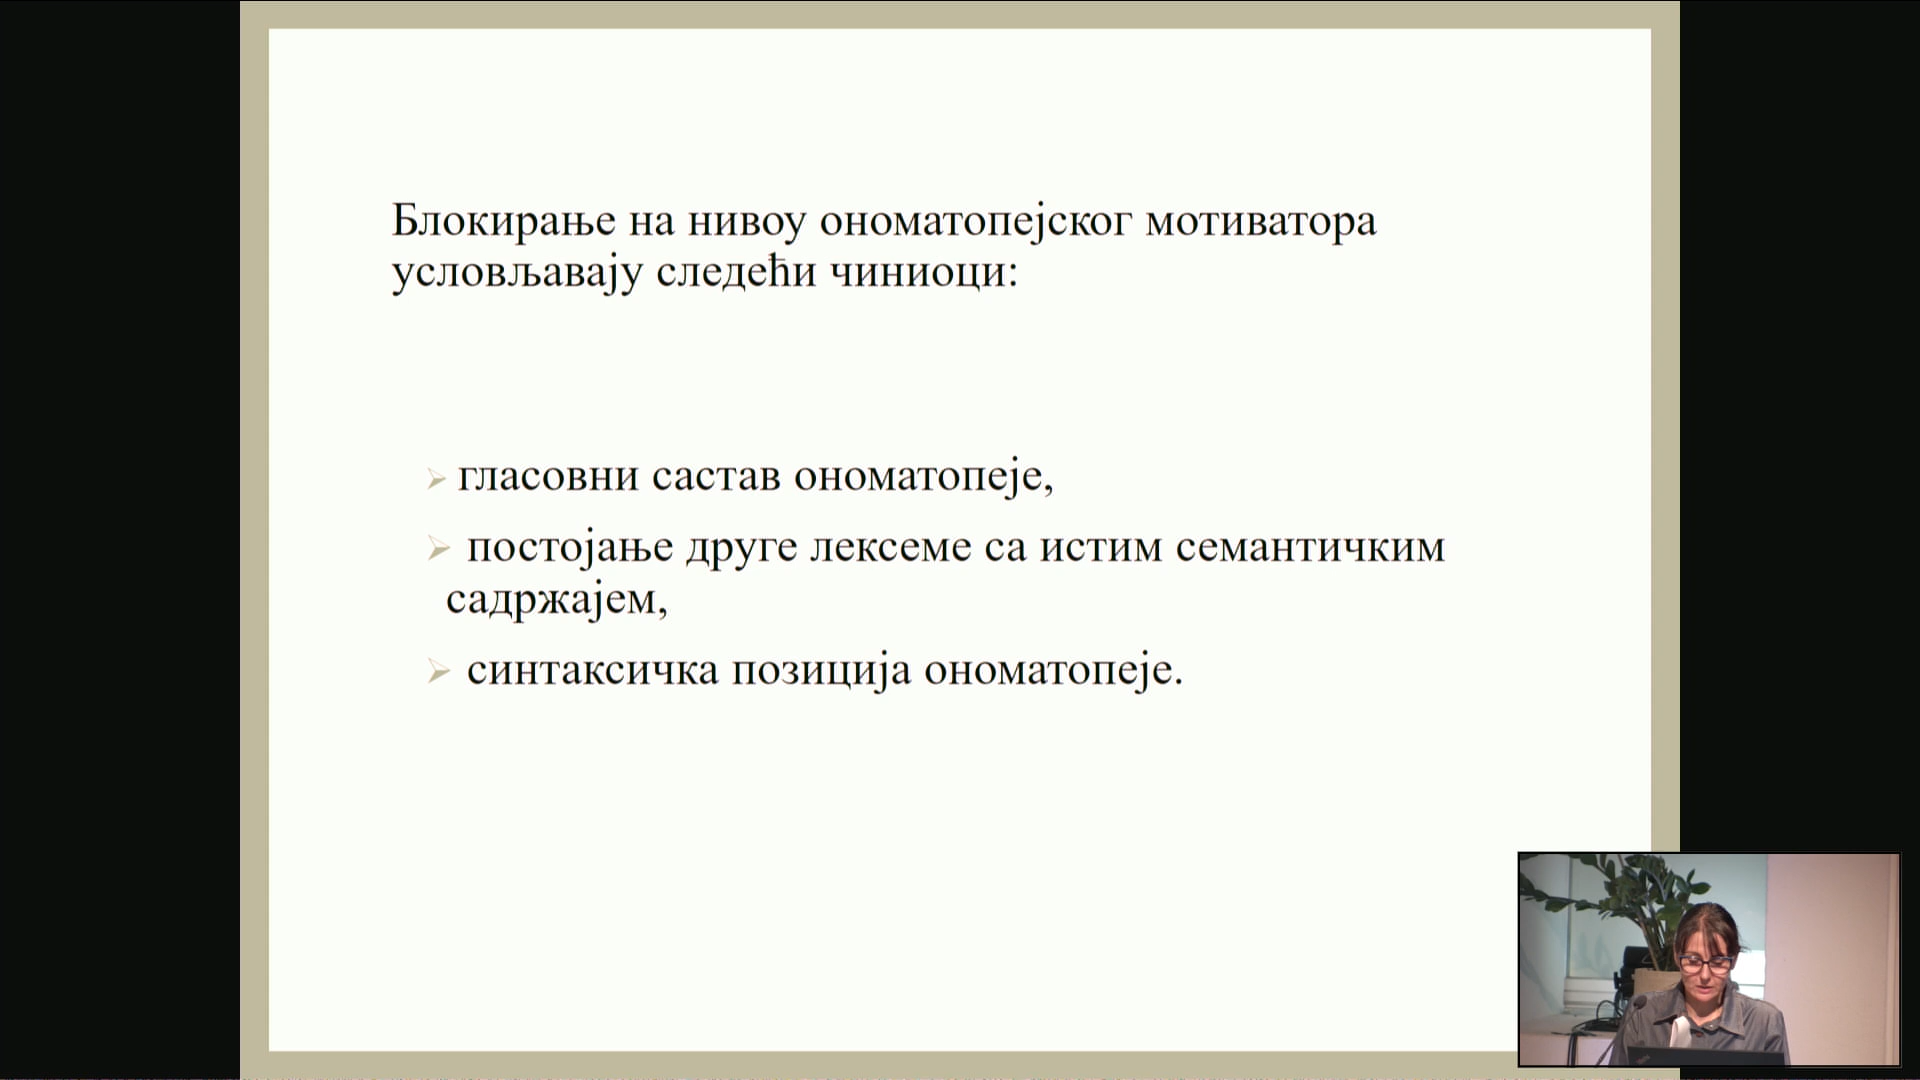 Блокирање на нивоу ономатопејског мотиватора
условљавају следећи чиниоци:
гласовни састав ономатопеје,
постојање друге лексеме са истим семантичким
садржајем,
синтаксичка позиција ономатопеје.